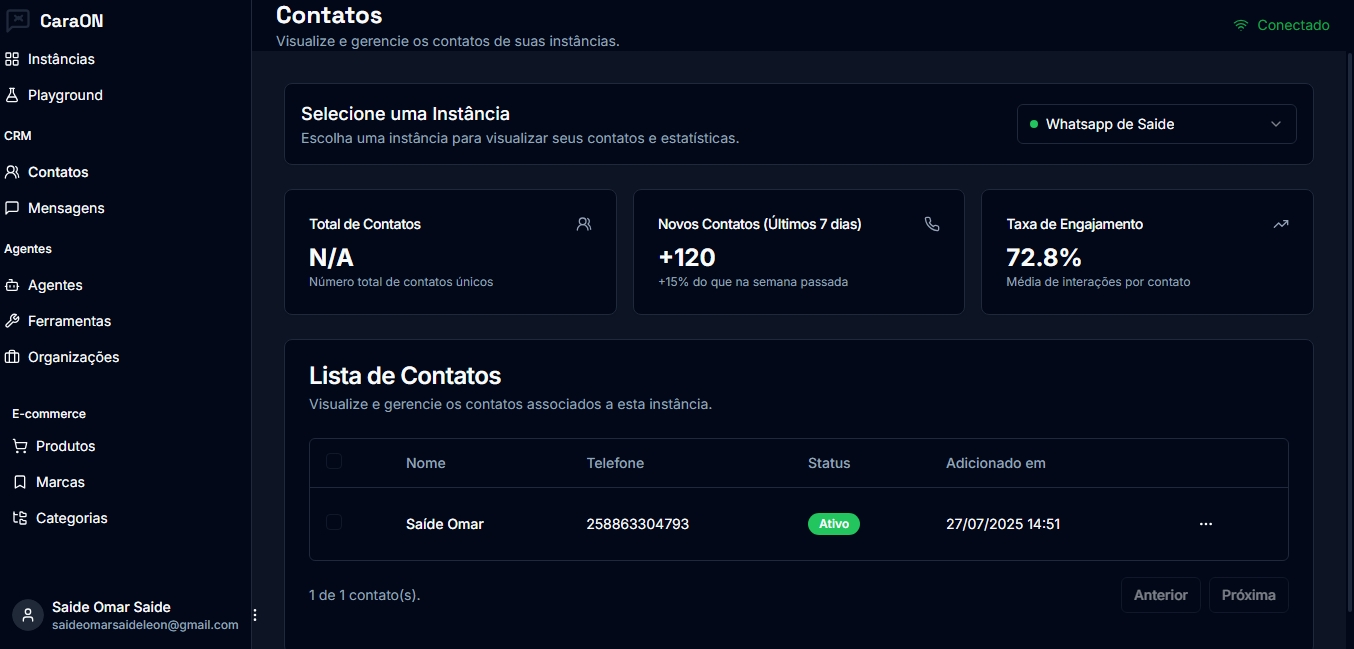 CaraON
Instâncias
Playground
CRM
Contatos
Mensagens
Agentes
Agentes
Ferramentas
Organizações
E-commerce
Produtos
Marcas
Categorias
Saide Omar Saide
saideomarsaideleon@gmail.com
Contatos
Visualize e gerencie os contatos de suas instâncias.
Conectado
Selecione uma Instância
Escolha uma instância para visualizar seus contatos e estatísticas.
Whatsapp de Saide
Total de Contatos
N/A
Número total de contatos únicos
Novos Contatos (Últimos 7 dias)
+120
+15% do que na semana passada
Taxa de Engajamento
72.8%
Média de interações por contato
Lista de Contatos
Visualize e gerencie os contatos associados a esta instância.
Nome Telefone Status Adicionado em
Saíde Omar 258863304793 Ativo 27/07/2025 14:51
1 de 1 contato(s).
Anterior Próxima